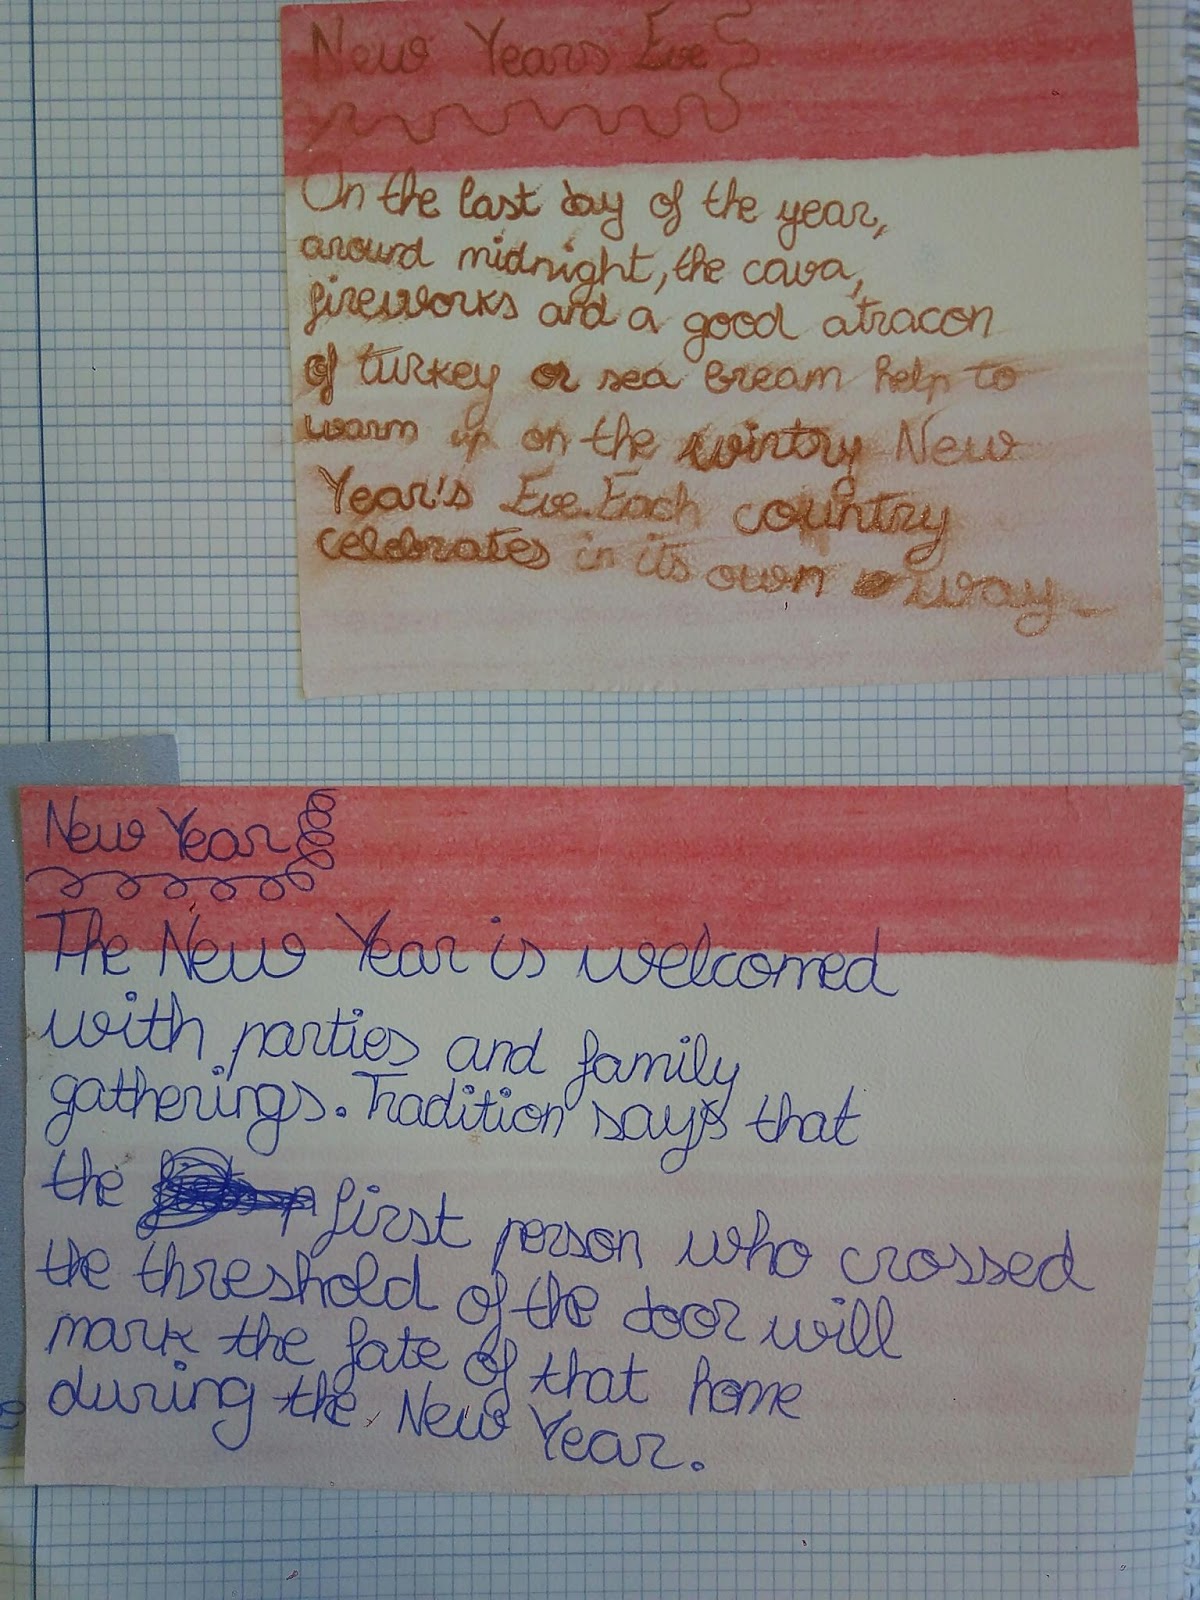 New Years Eve
On the last day of the year,
around midnight, the cava,
fireworks and a good atracon
of turkey or sea bream help to
warm up on the wintry New
Year's Eve. Each country
celebrates in its own way
New Year
The New Year is welcomed
with parties and family
gatherings. Tradition says that
the first person who crossed
the threshold of the door will
mark the fate of that home
during the New Year.